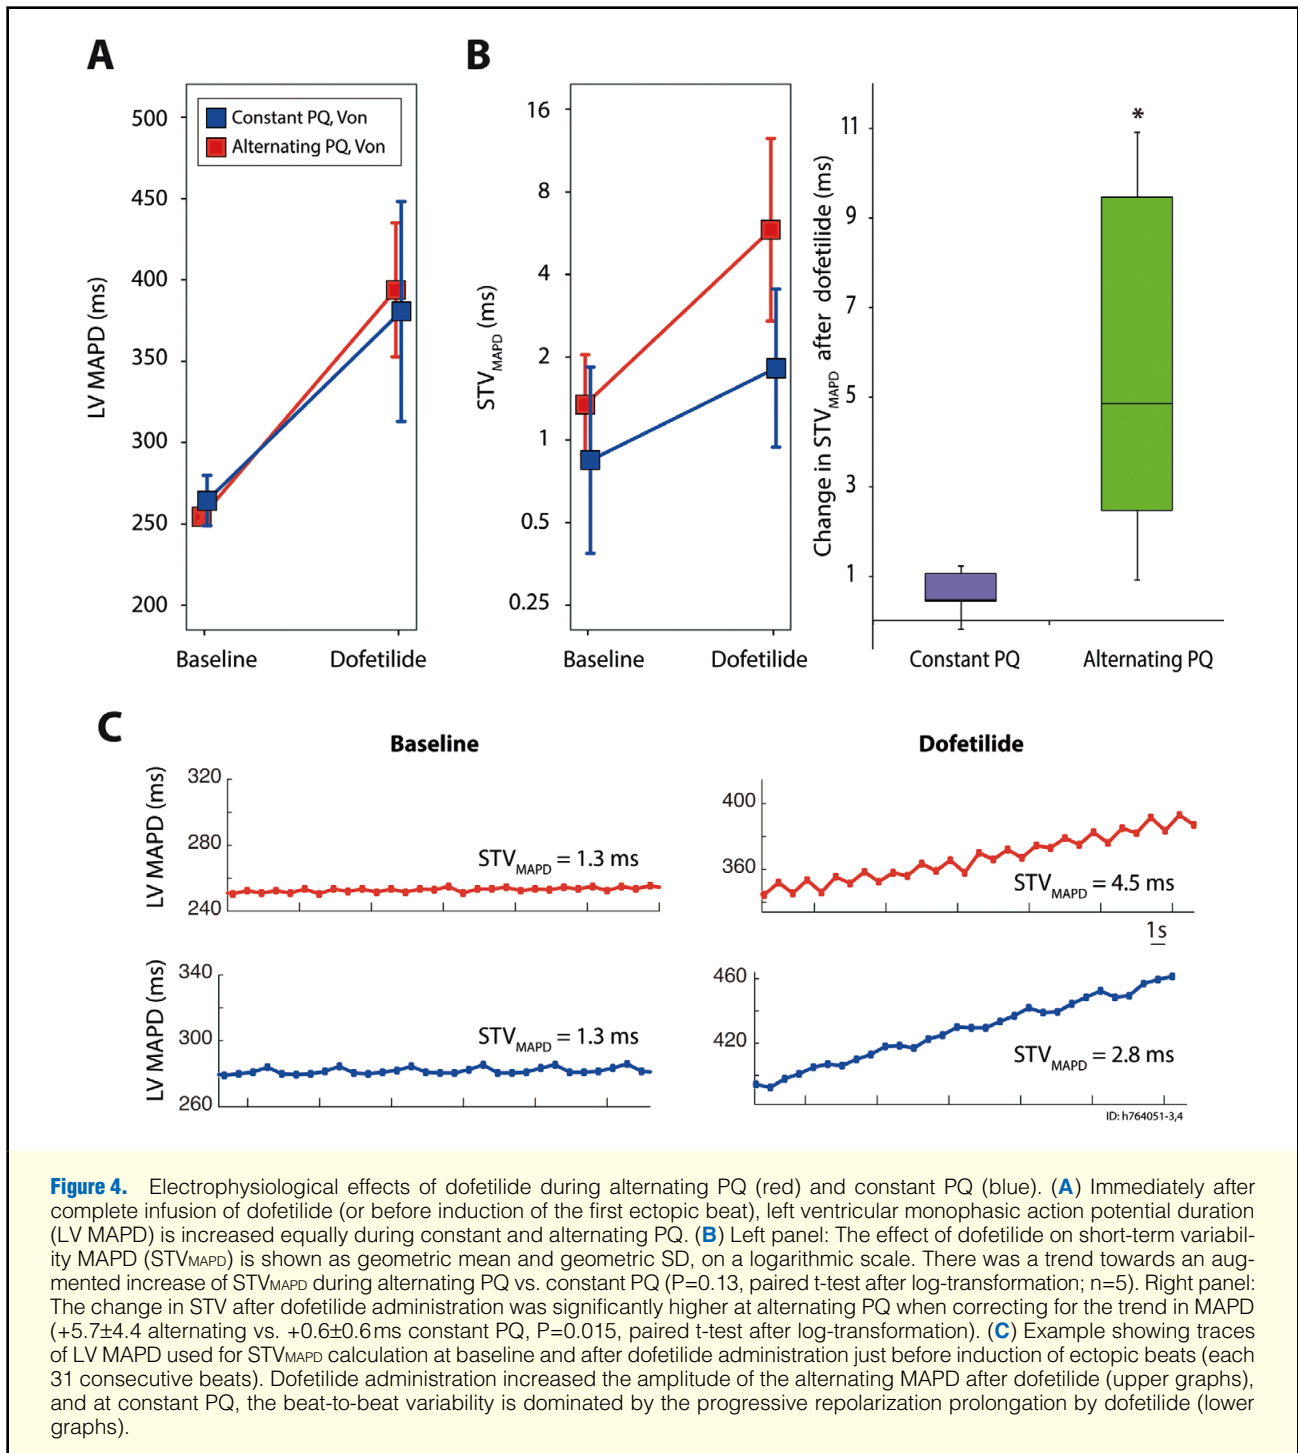 A
500
450
400
350
300
250
200
LV MAPD (ms)
Constant PQ, Von
Alternating PQ, Von
Baseline
Dofetilide
B
16
8
4
2
1
0.5
0.25
STVMAPD (ms)
Baseline
Dofetilide
11
9
7
5
3
1
Change in STVMAPD after dofetilide (ms)
*
Constant PQ
Alternating PQ
C
Baseline
LV MAPD (ms)
320
280
240
STVMAPD = 1.3 ms
Dofetilide
400
360
STVMAPD = 4.5 ms
1s
LV MAPD (ms)
340
300
260
STVMAPD = 1.3 ms
460
420
STVMAPD = 2.8 ms
ID: h764051-3,4
Figure 4. Electrophysiological effects of dofetilide during alternating PQ (red) and constant PQ (blue). (A) Immediately after
complete infusion of dofetilide (or before induction of the first ectopic beat), left ventricular monophasic action potential duration
(LV MAPD) is increased equally during constant and alternating PQ. (B) Left panel: The effect of dofetilide on short-term variabil-
ity MAPD (STVMAPD) is shown as geometric mean and geometric SD, on a logarithmic scale. There was a trend towards an aug-
mented increase of STVMAPD during alternating PQ vs. constant PQ (P=0.13, paired t-test after log-transformation; n=5). Right panel:
The change in STV after dofetilide administration was significantly higher at alternating PQ when correcting for the trend in MAPD
(+5.7±4.4 alternating vs. +0.6±0.6ms constant PQ, P=0.015, paired t-test after log-transformation). (C) Example showing traces
of LV MAPD used for STVMAPD calculation at baseline and after dofetilide administration just before induction of ectopic beats (each
31 consecutive beats). Dofetilide administration increased the amplitude of the alternating MAPD after dofetilide (upper graphs),
and at constant PQ, the beat-to-beat variability is dominated by the progressive repolarization prolongation by dofetilide (lower
graphs).